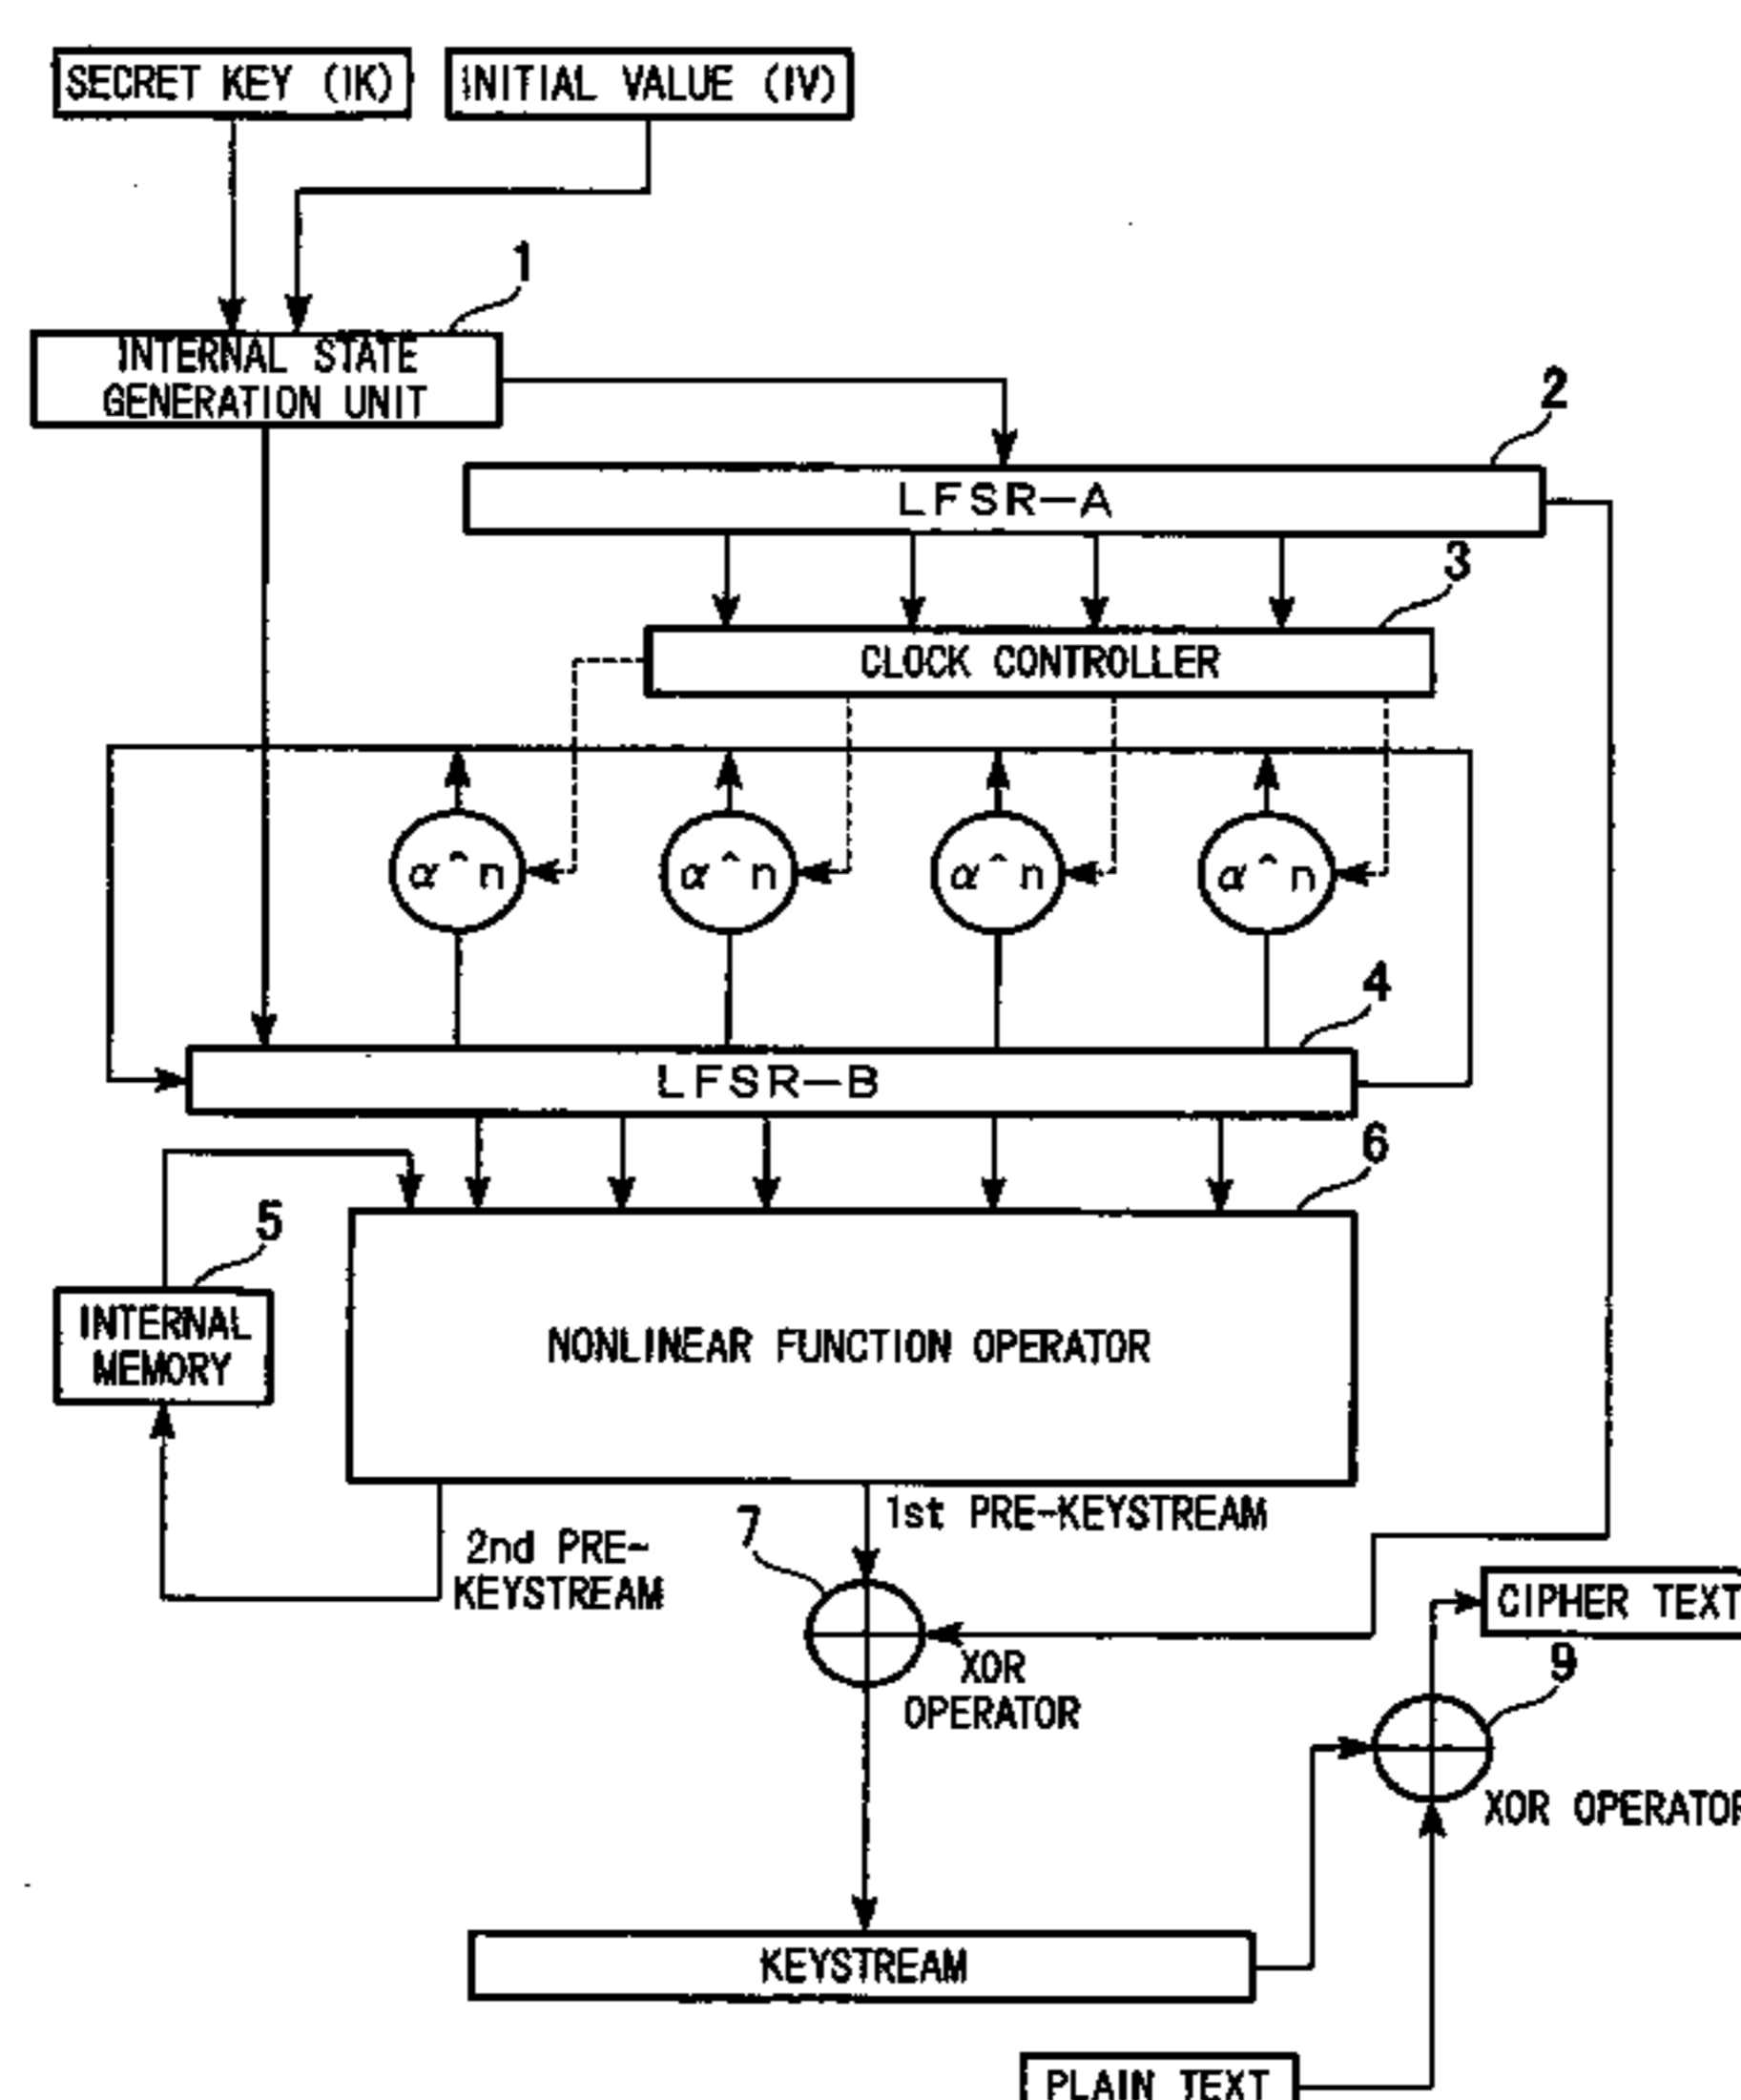 SECRET KEY (IK)
INITIAL VALUE (IV)
1
INTERNAL STATE
GENERATION UNIT
2
LFSR-A
3
CLOCK CONTROLLER
α^n
α^n
α^n
α^n
4
LFSR-B
6
5
INTERNAL
MEMORY
NONLINEAR FUNCTION OPERATOR
1st PRE-KEYSTREAM
7
2nd PRE-
KEYSTREAM
CIPHER TEXT
XOR
OPERATOR
9
XOR OPERATOR
KEYSTREAM
PLAIN TEXT